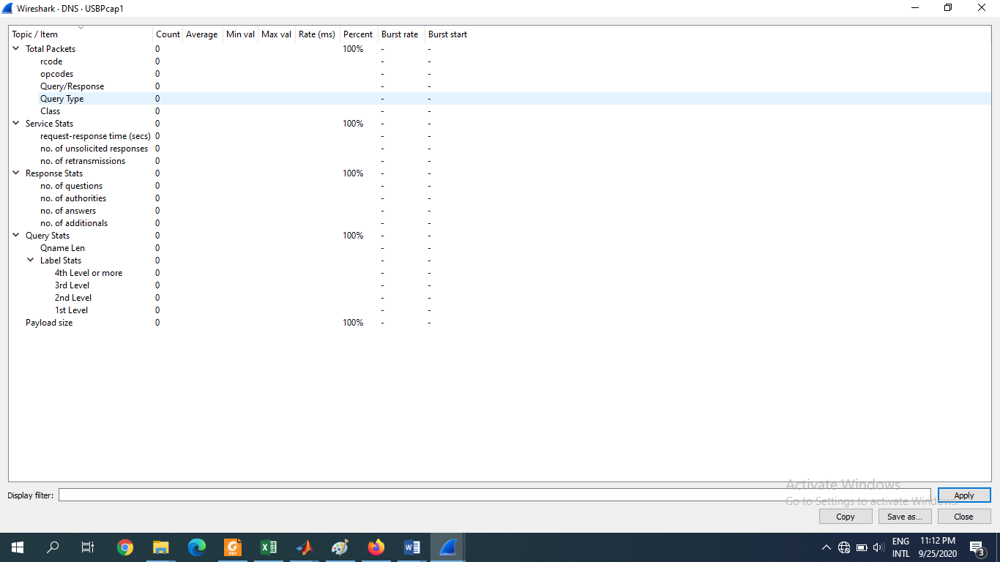 Wireshark · DNS · USBPcap1
Topic / Item Count Average Min val Max val Rate (ms) Percent Burst rate Burst start
Total Packets 0 100% - -
rcode 0 - -
opcodes 0 - -
Query/Response 0 - -
Query Type 0 - -
Class 0 - -
Service Stats 0 100% - -
request-response time (secs) 0 - -
no. of unsolicited responses 0 - -
no. of retransmissions 0 - -
Response Stats 0 100% - -
no. of questions 0 - -
no. of authorities 0 - -
no. of answers 0 - -
no. of additionals 0 - -
Query Stats 0 100% - -
Qname Len 0 - -
Label Stats 0 - -
4th Level or more 0 - -
3rd Level 0 - -
2nd Level 0 - -
1st Level 0 - -
Payload size 0 100% - -
Activate Windows
Go to Settings to activate Windows.
Display filter: Apply
Copy Save as... Close
ENG 11:12 PM
INTL 9/25/2020 3
PDF